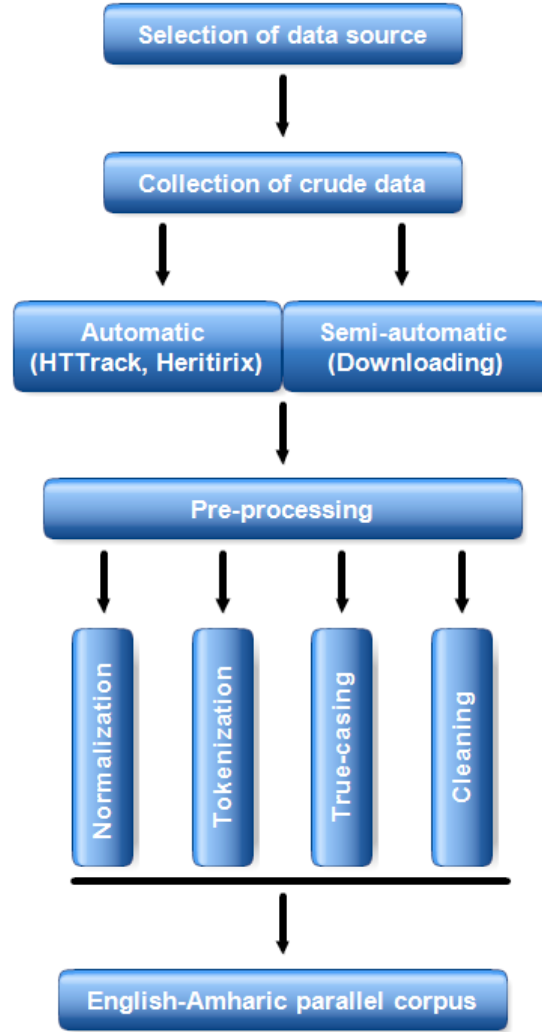 Selection of data source
Collection of crude data
Automatic
(HTTrack, Heritirix)
Semi-automatic
(Downloading)
Pre-processing
Normalization
Tokenization
True-casing
Cleaning
English-Amharic parallel corpus